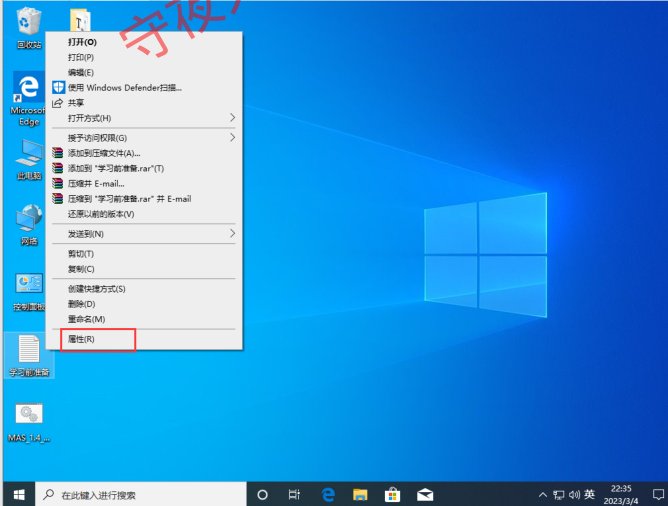 守夜
回收站
Microsoft
Edge
此电脑
网络
控制面板
学习前准备
MAS_1.4_...
打开(O)
打印(P)
编辑(E)
使用 Windows Defender扫描...
共享
打开方式(H)
授予访问权限(G)
添加到压缩文件(A)...
添加到 "学习前准备.rar"(T)
压缩并 E-mail...
压缩到 "学习前准备.rar" 并 E-mail
还原以前的版本(V)
发送到(N)
剪切(T)
复制(C)
创建快捷方式(S)
删除(D)
重命名(M)
属性(R)
在此键入进行搜索
英
22:35
2023/3/4